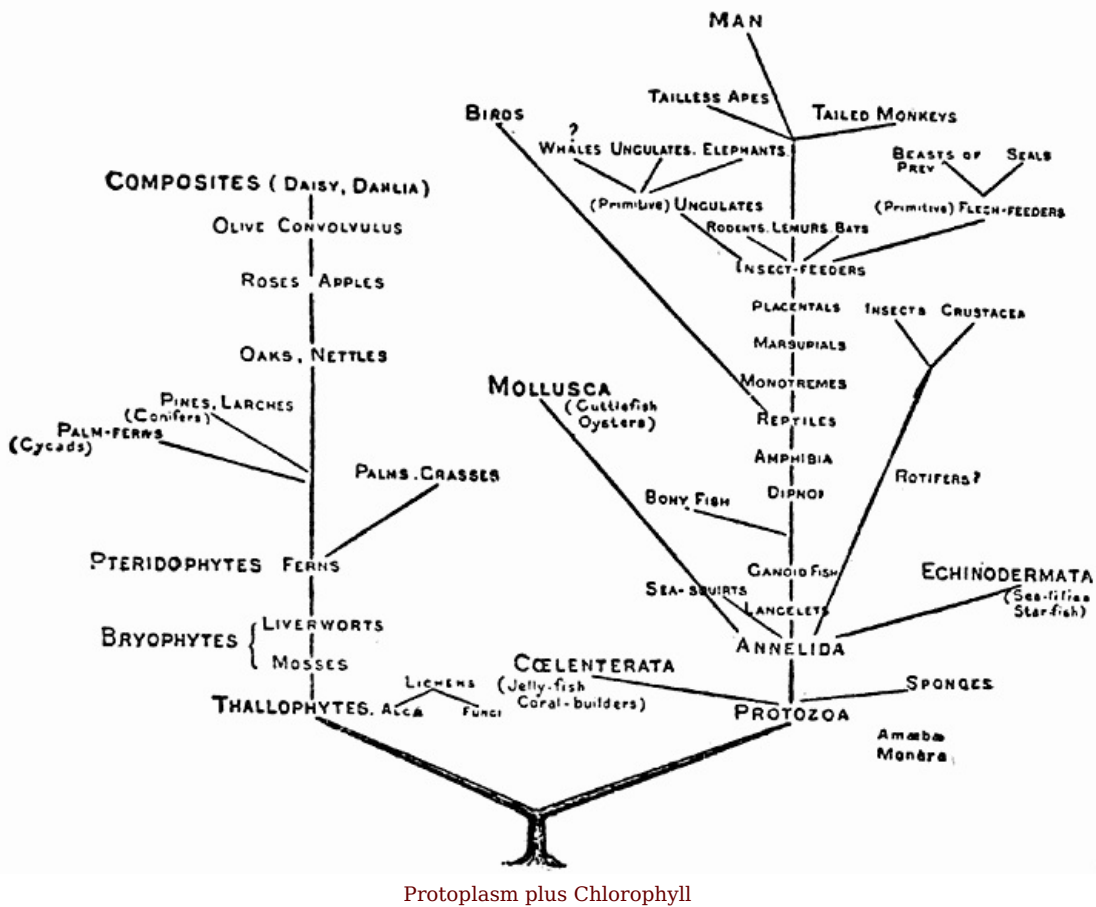 MAN
TAILLESS APES
TAILED MONKEYS
BIRDS
?
WHALES UNGULATES. ELEPHANTS
BEASTS OF PREY
SEALS
COMPOSITES (DAISY, DAHLIA)
(Primitive) UNGULATES
(Primitive) FLECH-FEEDERS
OLIVE CONVOLVULUS
RODENTS. LEMURS. BATS
INSECT-FEEDERS
ROSES APPLES
PLACENTALS
INSECTS CRUSTACEA
MARSUPIALS
OAKS, NETTLES
MONOTREMES
MOLLUSCA
(Cuttlefish
Oysters)
PINES, LARCHES
(Conifers)
REPTILES
PALM-FERNS
(Cycads)
AMPHIBIA
PALMS. GRASSES
ROTIFERS?
DIPNOI
BONY FISH
PTERIDOPHYTES FERNS
GANOID FISH
ECHINODERMATA
(Sea-lilies
Star-fish)
SEA-SQUIRTS
LANCELETS
LIVERWORTS
BRYOPHYTES
MOSSES
ANNELIDA
CŒLENTERATA
(Jelly-fish
Coral-builders)
SPONGES
LICHENS
THALLOPHYTES. ALGÆ
FUNGI
PROTOZOA
Amœbæ
Monera
Protoplasm plus Chlorophyll